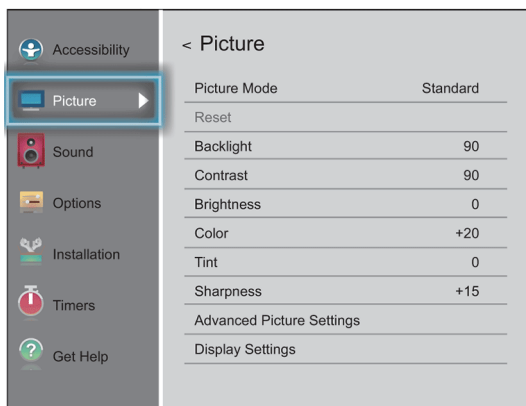 Accessibility
Picture
Sound
Options
Installation
Timers
Get Help
< Picture
Picture Mode Standard
Reset
Backlight 90
Contrast 90
Brightness 0
Color +20
Tint 0
Sharpness +15
Advanced Picture Settings
Display Settings